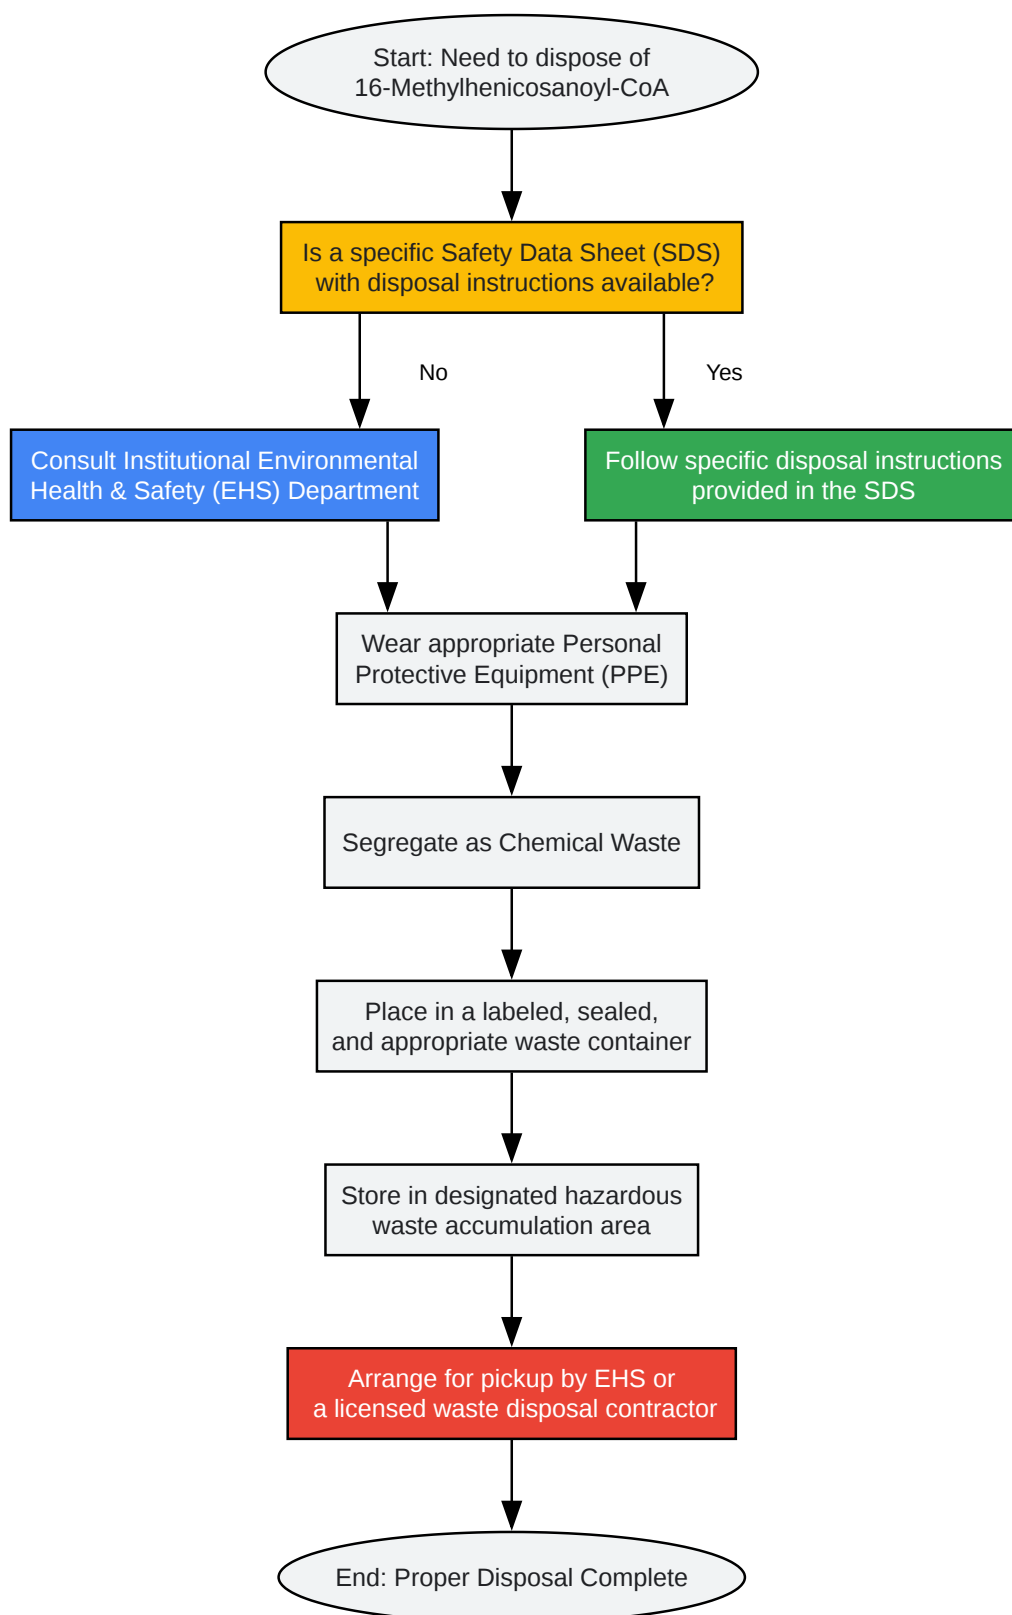 Start: Need to dispose of
16-Methylhenicosanoyl-CoA
Is a specific Safety Data Sheet (SDS)
with disposal instructions available?
No
Yes
Consult Institutional Environmental
Health & Safety (EHS) Department
Follow specific disposal instructions
provided in the SDS
Wear appropriate Personal
Protective Equipment (PPE)
Segregate as Chemical Waste
Place in a labeled, sealed,
and appropriate waste container
Store in designated hazardous
waste accumulation area
Arrange for pickup by EHS or
a licensed waste disposal contractor
End: Proper Disposal Complete